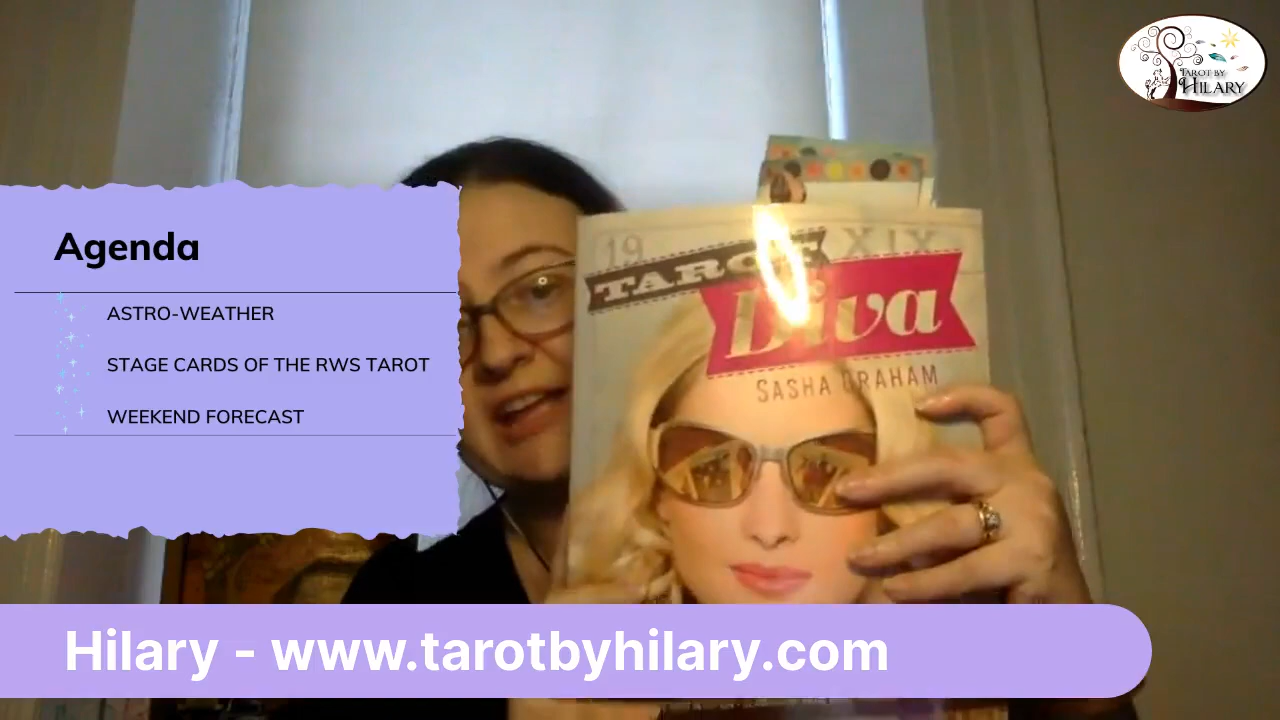 TAROT BY
HILARY
Agenda
ASTRO-WEATHER
STAGE CARDS OF THE RWS TAROT
WEEKEND FORECAST
19
XIX
TAROT
Diva
SASHA GRAHAM
Hilary - www.tarotbyhilary.com